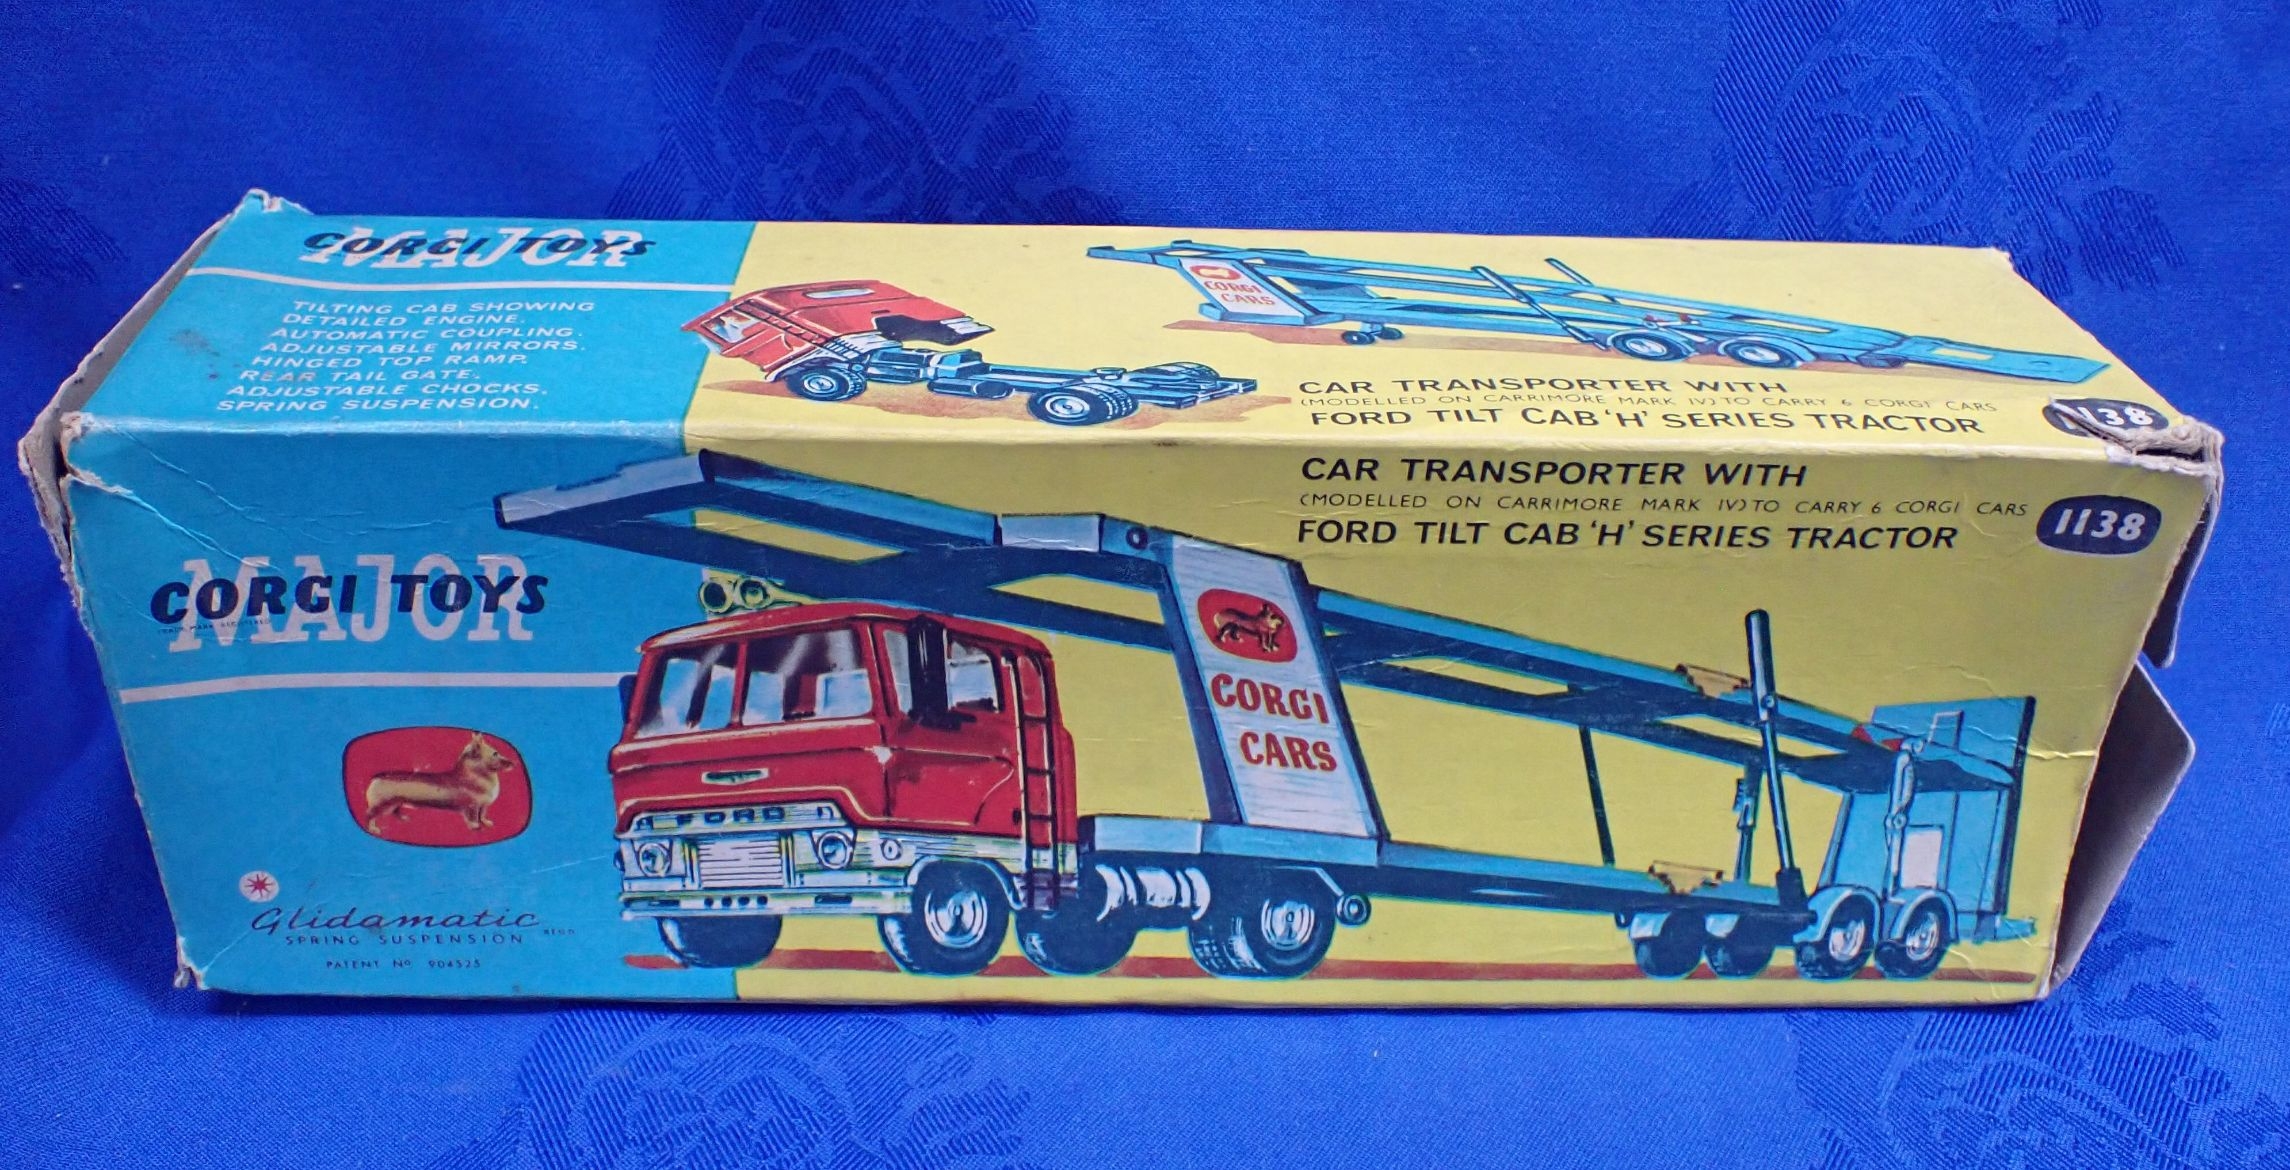 CORGI TOYS
MAJOR
TILTING CAB SHOWING
DETAILED ENGINE.
AUTOMATIC COUPLING.
ADJUSTABLE MIRRORS.
HINGED TOP RAMP.
REAR TAIL GATE.
ADJUSTABLE CHOCKS.
SPRING SUSPENSION.
CORGI
CARS
CAR TRANSPORTER WITH
(MODELLED ON CARRIMORE MARK IV) TO CARRY 6 CORGI CARS
FORD TILT CAB 'H' SERIES TRACTOR
1138
CAR TRANSPORTER WITH
(MODELLED ON CARRIMORE MARK IV) TO CARRY 6 CORGI CARS
FORD TILT CAB 'H' SERIES TRACTOR
1138
CORGI TOYS
MAJOR
TRADE MARK REGISTERED
CORGI
CARS
FORD
Glidamatic
SPRING SUSPENSION
PATENT No 904525